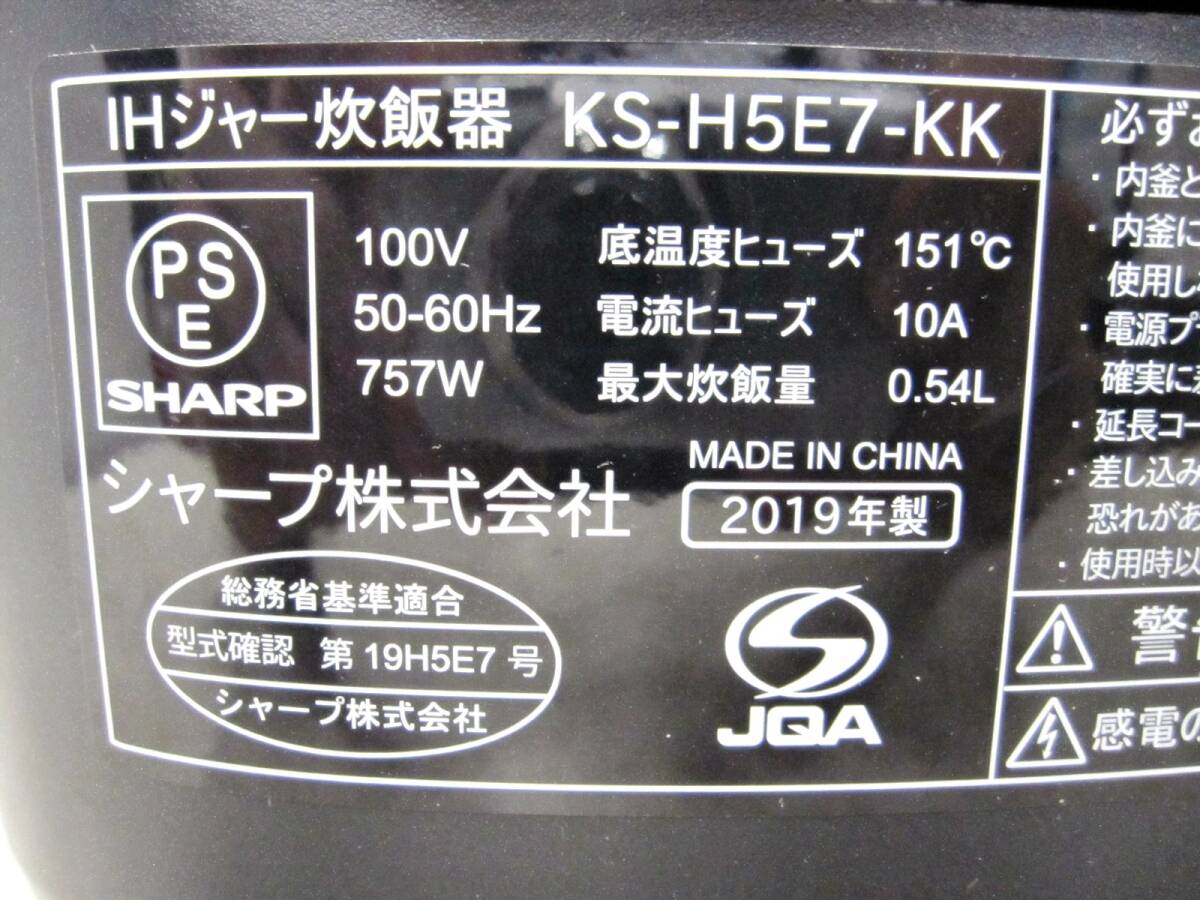 IHジャー炊飯器 KS-H5E7-KK
PS
E
SHARP
100V
50-60Hz
757W
底温度ヒューズ 151℃
電流ヒューズ 10A
最大炊飯量 0.54L
MADE IN CHINA
シャープ株式会社
2019年製
総務省基準適合
型式確認 第 19H5E7 号
シャープ株式会社
JQA
必ずお
・内釜と
・内釜に
使用し
・電源プ
確実に差
・延長コー
・差し込み
恐れがあ
・使用時以
警告
感電の